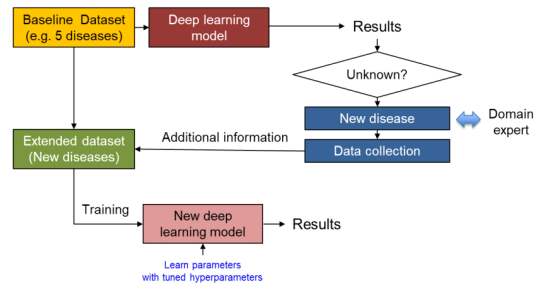 Baseline Dataset
(e.g. 5 diseases)
Deep learning
model
Results
Unknown?
New disease
Domain
expert
Data collection
Additional information
Extended dataset
(New diseases)
Training
New deep
learning model
Results
Learn parameters
with tuned hyperparameters